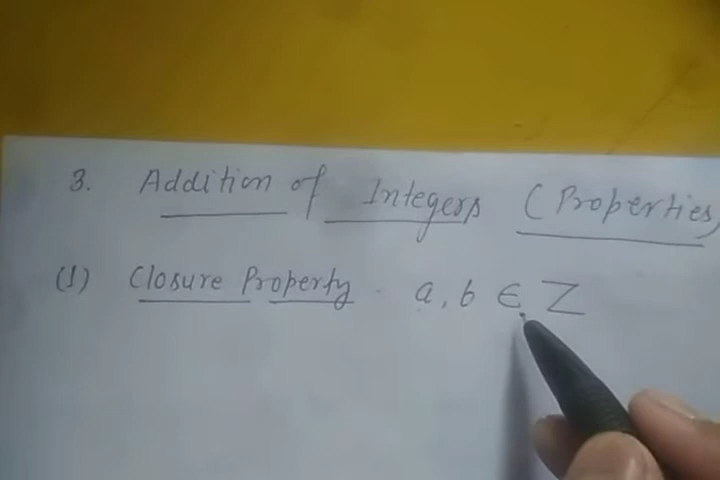 3. Addition of Integers (Properties)
(1) Closure Property. a, b ∈ Z